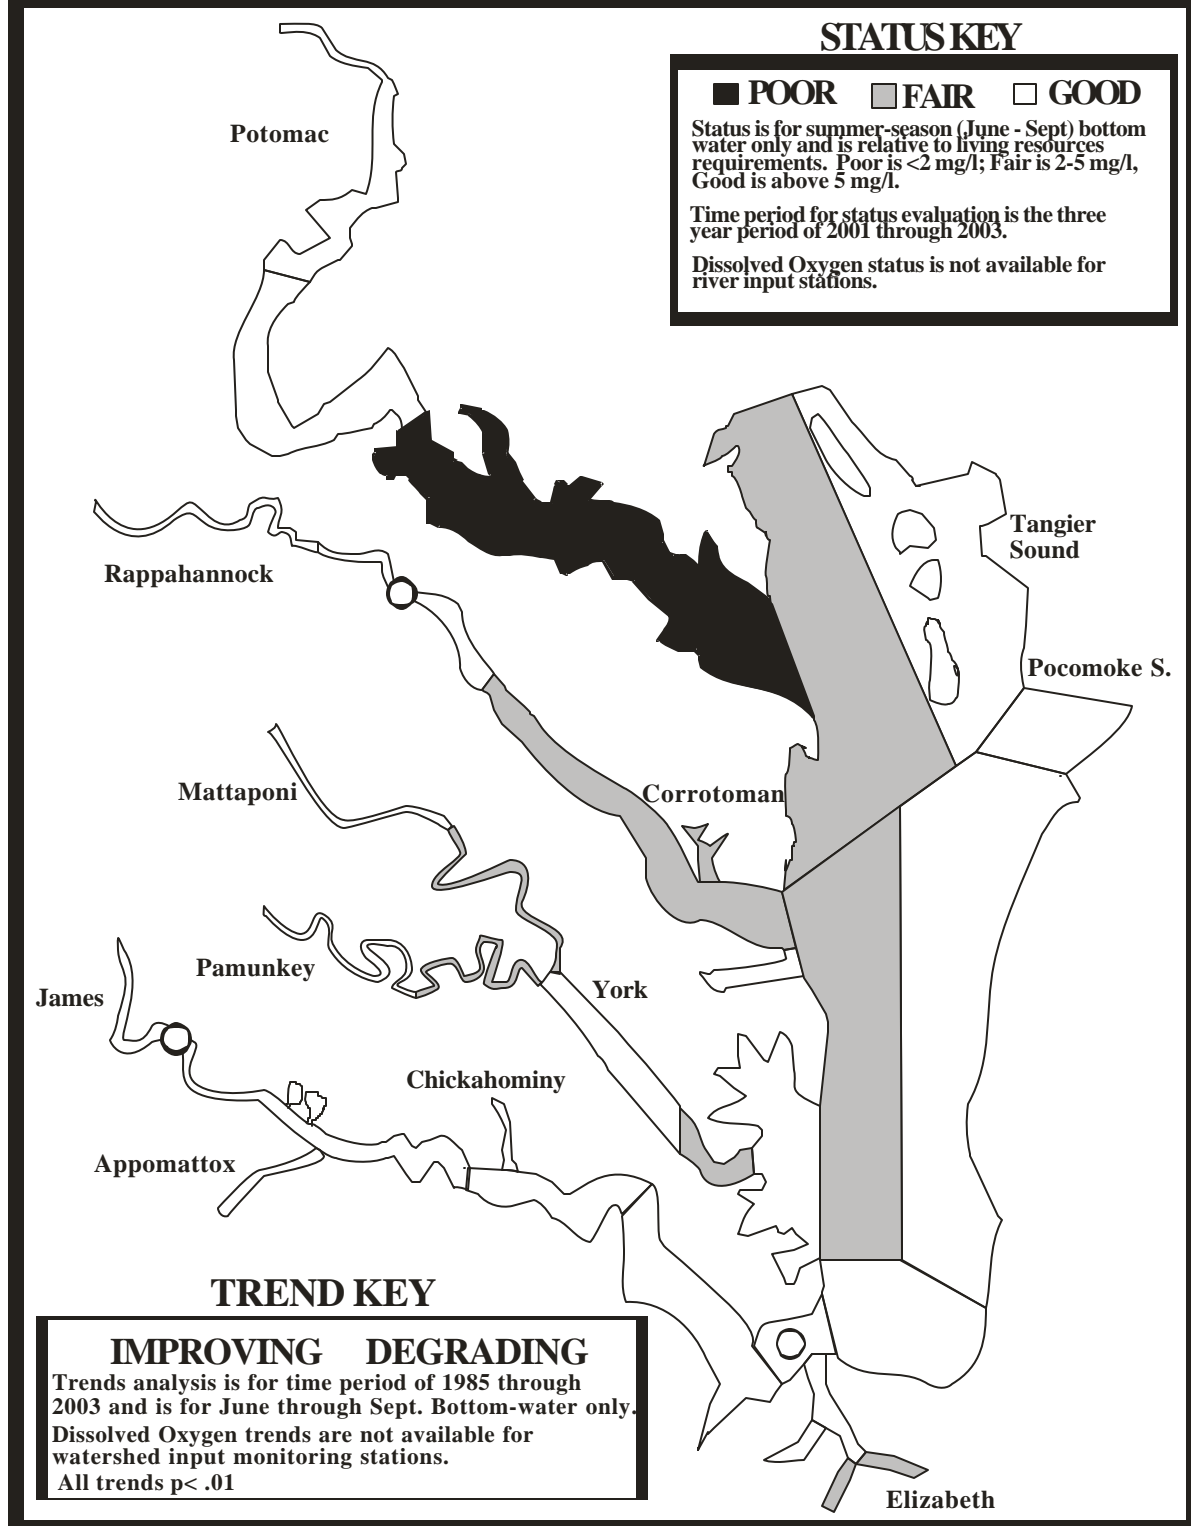 STATUS KEY
POOR FAIR GOOD
Status is for summer-season (June - Sept) bottom
water only and is relative to living resources
requirements. Poor is <2 mg/l; Fair is 2-5 mg/l,
Good is above 5 mg/l.
Time period for status evaluation is the three
year period of 2001 through 2003.
Dissolved Oxygen status is not available for
river input stations.
Potomac
Tangier
Sound
Rappahannock
Pocomoke S.
Mattaponi
Corrotoman
Pamunkey
York
James
Chickahominy
Appomattox
TREND KEY
IMPROVING DEGRADING
Trends analysis is for time period of 1985 through
2003 and is for June through Sept. Bottom-water only.
Dissolved Oxygen trends are not available for
watershed input monitoring stations.
All trends p< .01
Elizabeth